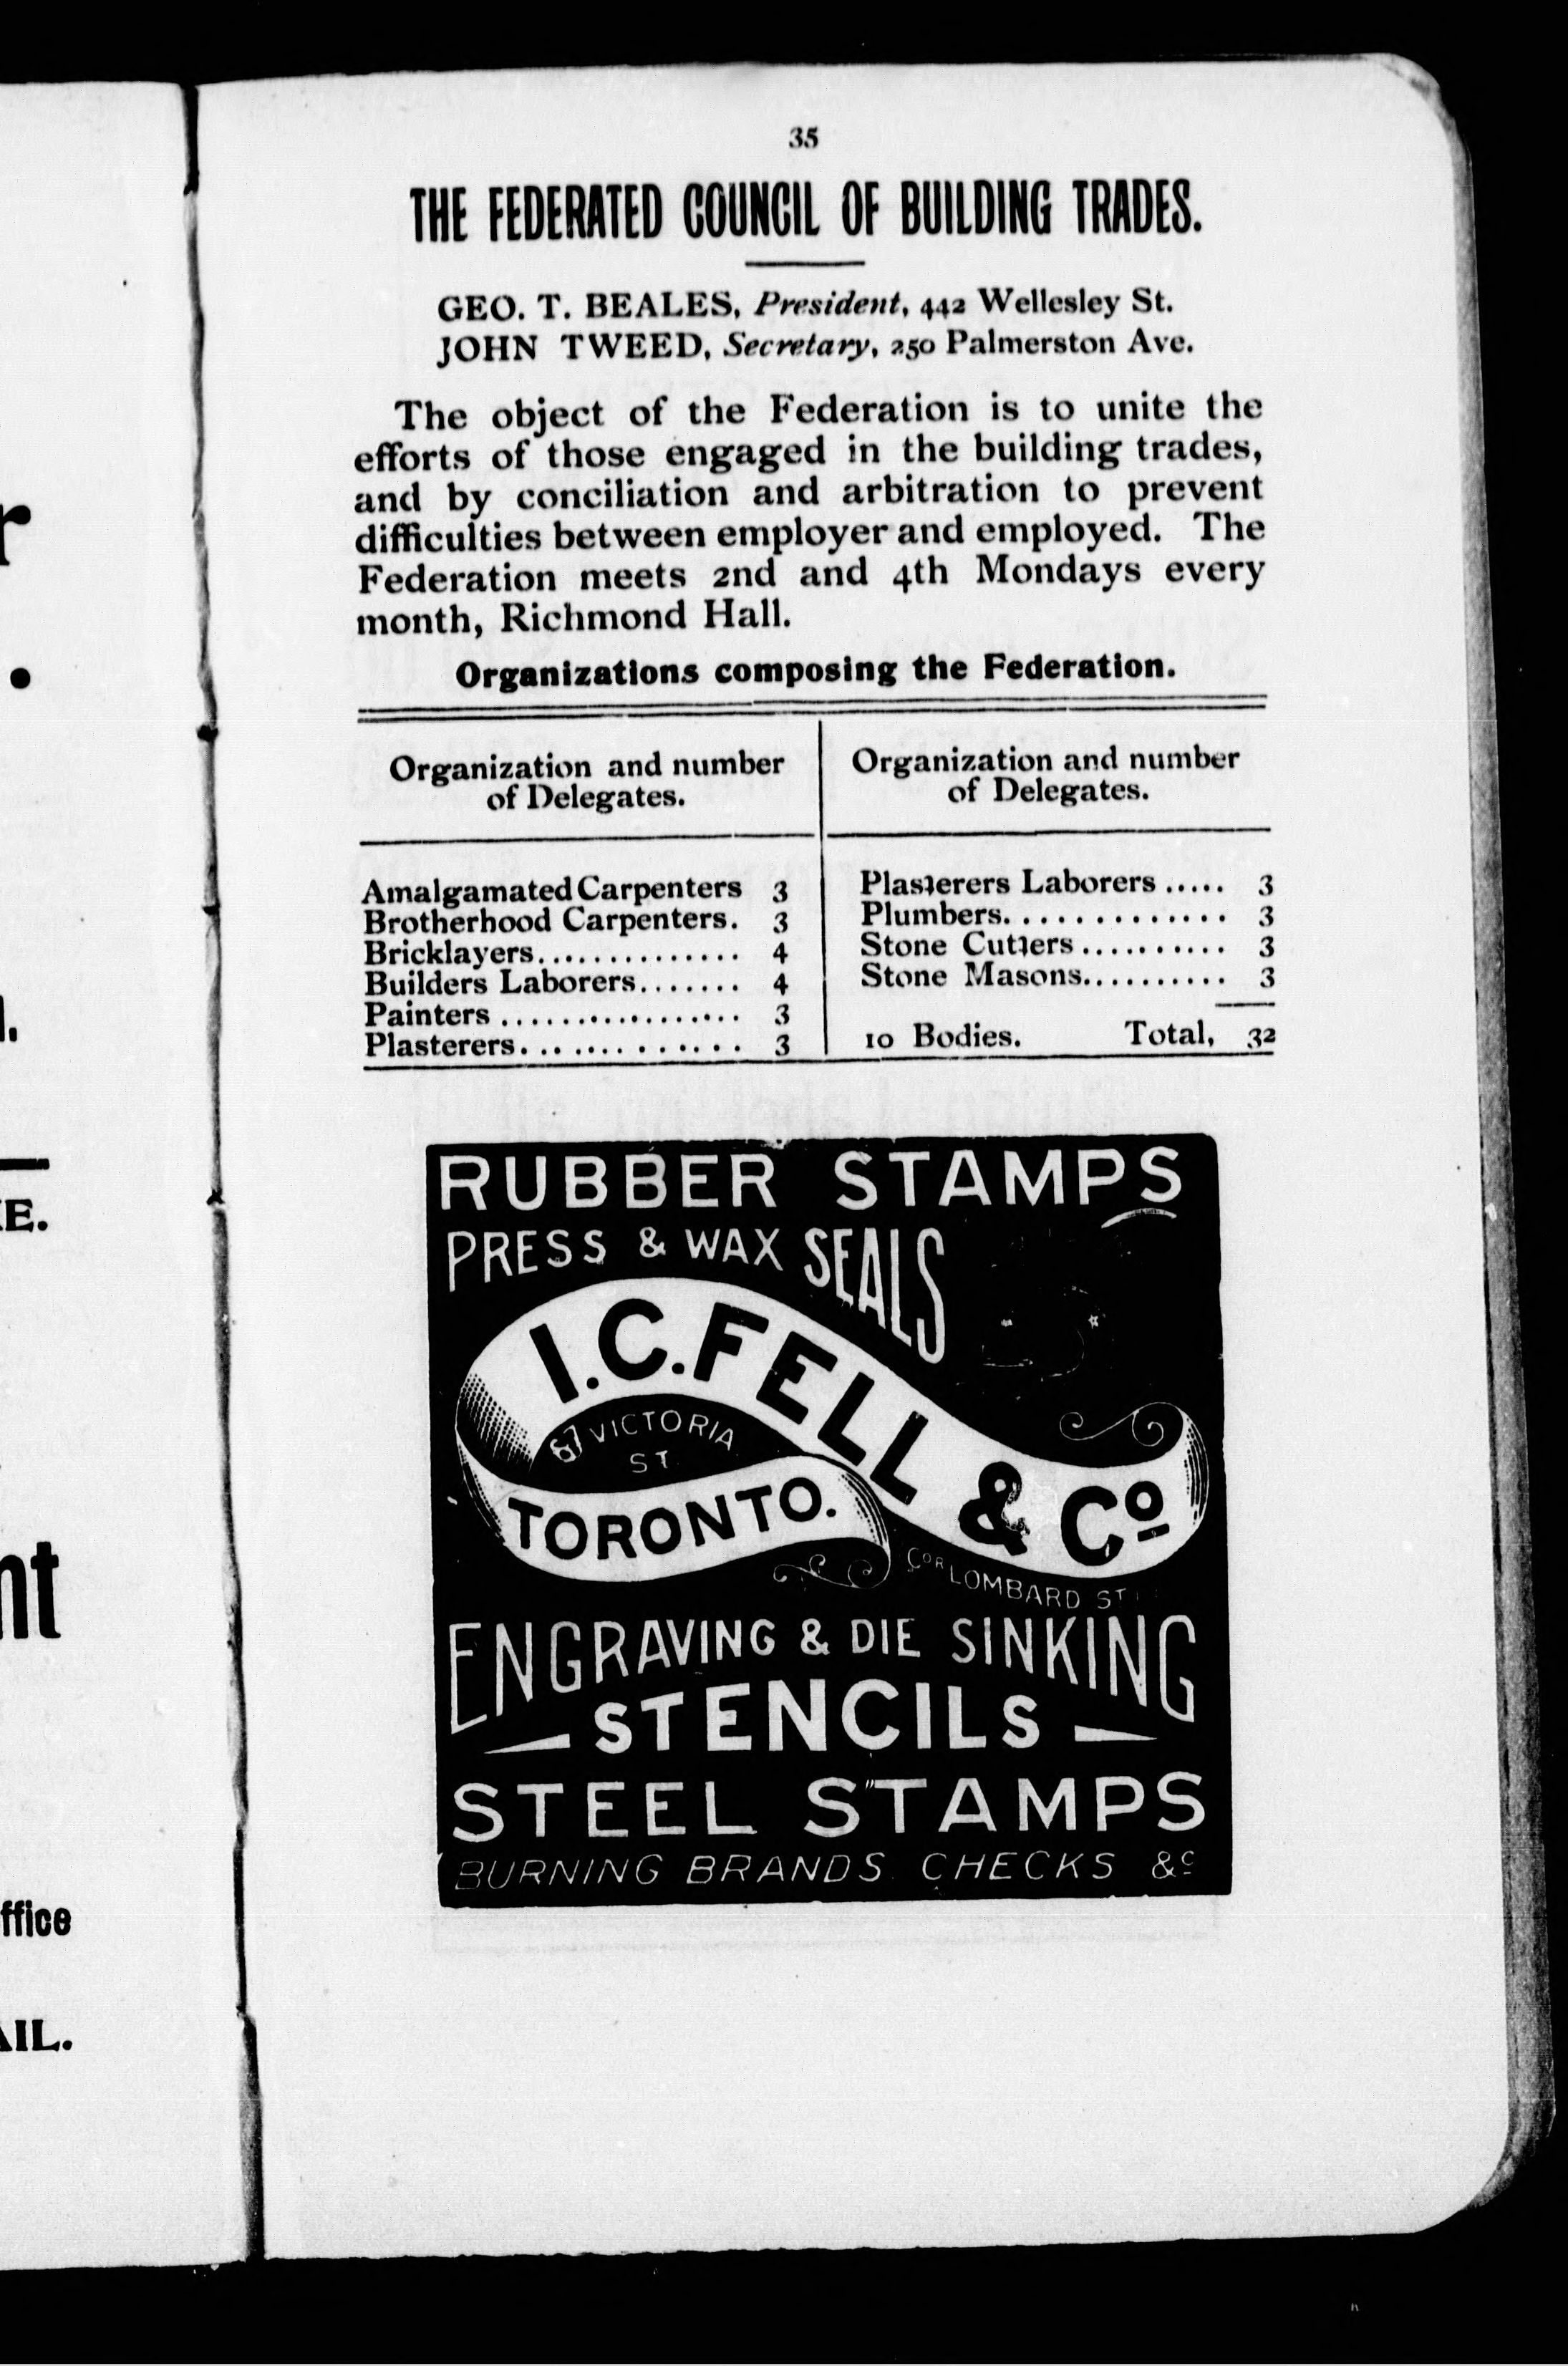 35
THE FEDERATED COUNCIL OF BUILDING TRADES.
GEO. T. BEALES, President, 442 Wellesley St.
JOHN TWEED, Secretary, 250 Palmerston Ave.
The object of the Federation is to unite the
efforts of those engaged in the building trades,
and by conciliation and arbitration to prevent
difficulties between employer and employed. The
Federation meets 2nd and 4th Mondays every
month, Richmond Hall.
Organizations composing the Federation.
Organization and number
of Delegates.
Amalgamated Carpenters 3
Brotherhood Carpenters. 3
Bricklayers.............. 4
Builders Laborers....... 4
Painters ................ 3
Plasterers.............. 3
Organization and number
of Delegates.
Plasterers Laborers ..... 3
Plumbers.............. 3
Stone Cutters.......... 3
Stone Masons.......... 3
10 Bodies. Total, 32
RUBBER STAMPS
PRESS & WAX SEALS
I.C. FELL & Co
67 VICTORIA
ST
TORONTO.
COR LOMBARD ST
ENGRAVING & DIE SINKING
STENCILS
STEEL STAMPS
BURNING BRANDS CHECKS &c
r
.
l.
E.
nt
ffice
AIL.